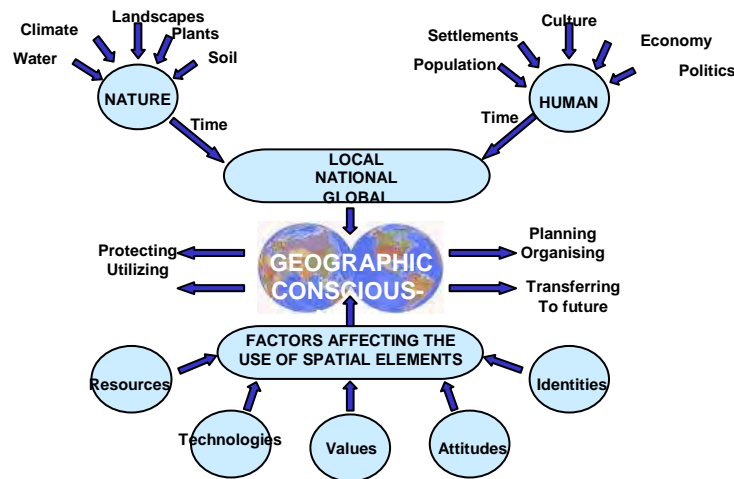 Landscapes
Climate
Plants
Water
Soil
NATURE
Time
Culture
Settlements
Economy
Population
Politics
HUMAN
Time
LOCAL
NATIONAL
GLOBAL
Protecting
Utilizing
GEOGRAPHIC
CONSCIOUS-
Planning
Organising
Transferring
To future
FACTORS AFFECTING THE
USE OF SPATIAL ELEMENTS
Resources
Technologies
Values
Attitudes
Identities